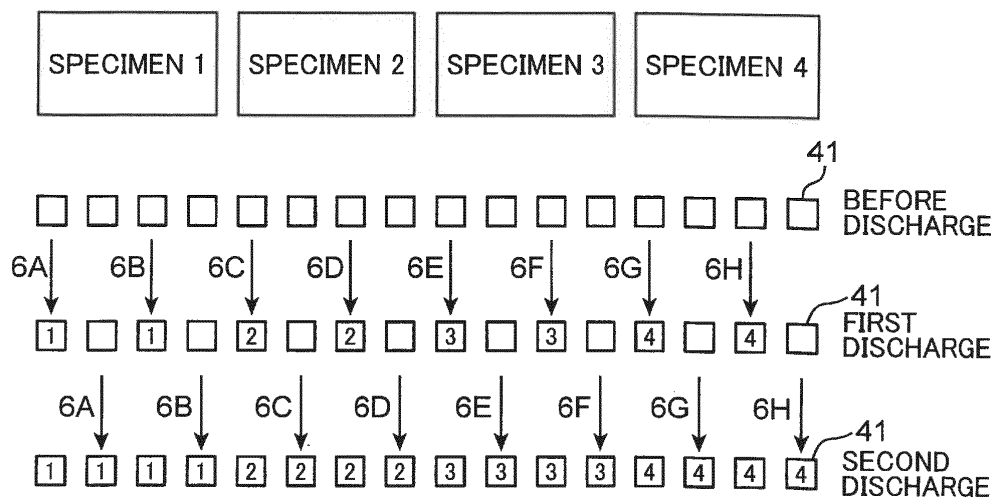 SPECIMEN 1 SPECIMEN 2 SPECIMEN 3 SPECIMEN 4
41
BEFORE
DISCHARGE
6A 6B 6C 6D 6E 6F 6G 6H
41
1 1 2 2 3 3 4 4
FIRST
DISCHARGE
6A 6B 6C 6D 6E 6F 6G 6H
41
1 1 1 1 2 2 2 2 3 3 3 3 4 4 4 4
SECOND
DISCHARGE